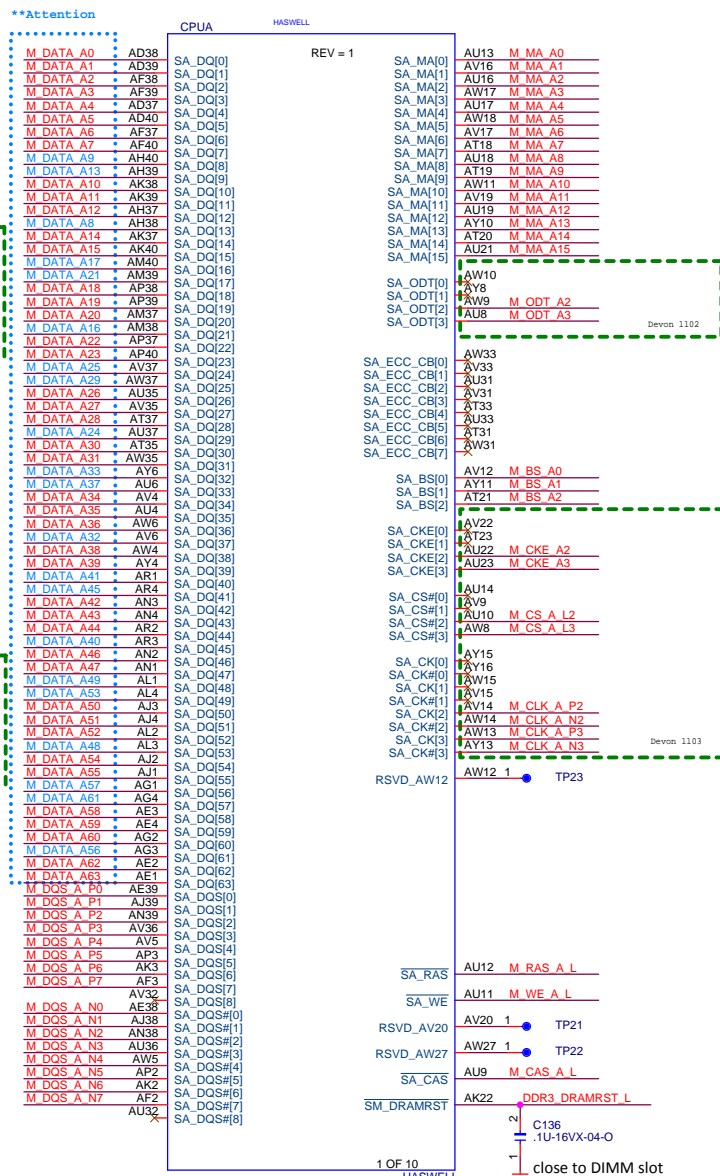 **Attention
CPUA
HASWELL
REV = 1
M_DATA_A0 AD38 SA_DQ[0]
M_DATA_A1 AD39 SA_DQ[1]
M_DATA_A2 AF38 SA_DQ[2]
M_DATA_A3 AF39 SA_DQ[3]
M_DATA_A4 AD37 SA_DQ[4]
M_DATA_A5 AD40 SA_DQ[5]
M_DATA_A6 AF37 SA_DQ[6]
M_DATA_A7 AF40 SA_DQ[7]
M_DATA_A9 AH40 SA_DQ[8]
M_DATA_A13 AH39 SA_DQ[9]
M_DATA_A10 AK38 SA_DQ[10]
M_DATA_A11 AK39 SA_DQ[11]
M_DATA_A12 AH37 SA_DQ[12]
M_DATA_A8 AH38 SA_DQ[13]
M_DATA_A14 AK37 SA_DQ[14]
M_DATA_A15 AK40 SA_DQ[15]
M_DATA_A17 AM40 SA_DQ[16]
M_DATA_A21 AM39 SA_DQ[17]
M_DATA_A18 AP38 SA_DQ[18]
M_DATA_A19 AP39 SA_DQ[19]
M_DATA_A20 AM37 SA_DQ[20]
M_DATA_A16 AM38 SA_DQ[21]
M_DATA_A22 AP37 SA_DQ[22]
M_DATA_A23 AP40 SA_DQ[23]
M_DATA_A25 AV37 SA_DQ[24]
M_DATA_A29 AW37 SA_DQ[25]
M_DATA_A26 AU35 SA_DQ[26]
M_DATA_A27 AV35 SA_DQ[27]
M_DATA_A28 AT37 SA_DQ[28]
M_DATA_A24 AU37 SA_DQ[29]
M_DATA_A30 AT35 SA_DQ[30]
M_DATA_A31 AW35 SA_DQ[31]
M_DATA_A33 AY6 SA_DQ[32]
M_DATA_A37 AU6 SA_DQ[33]
M_DATA_A34 AV4 SA_DQ[34]
M_DATA_A35 AU4 SA_DQ[35]
M_DATA_A36 AW6 SA_DQ[36]
M_DATA_A32 AV6 SA_DQ[37]
M_DATA_A38 AW4 SA_DQ[38]
M_DATA_A39 AY4 SA_DQ[39]
M_DATA_A41 AR1 SA_DQ[40]
M_DATA_A45 AR4 SA_DQ[41]
M_DATA_A42 AN3 SA_DQ[42]
M_DATA_A43 AN4 SA_DQ[43]
M_DATA_A44 AR2 SA_DQ[44]
M_DATA_A40 AR3 SA_DQ[45]
M_DATA_A46 AN2 SA_DQ[46]
M_DATA_A47 AN1 SA_DQ[47]
M_DATA_A49 AL1 SA_DQ[48]
M_DATA_A53 AL4 SA_DQ[49]
M_DATA_A50 AJ3 SA_DQ[50]
M_DATA_A51 AJ4 SA_DQ[51]
M_DATA_A52 AL2 SA_DQ[52]
M_DATA_A48 AL3 SA_DQ[53]
M_DATA_A54 AJ2 SA_DQ[54]
M_DATA_A55 AJ1 SA_DQ[55]
M_DATA_A57 AG1 SA_DQ[56]
M_DATA_A61 AG4 SA_DQ[57]
M_DATA_A58 AE3 SA_DQ[58]
M_DATA_A59 AE4 SA_DQ[59]
M_DATA_A60 AG2 SA_DQ[60]
M_DATA_A56 AG3 SA_DQ[61]
M_DATA_A62 AE2 SA_DQ[62]
M_DATA_A63 AE1 SA_DQ[63]
M_DQS_A_P0 AE39 SA_DQS[0]
M_DQS_A_P1 AJ39 SA_DQS[1]
M_DQS_A_P2 AN39 SA_DQS[2]
M_DQS_A_P3 AV36 SA_DQS[3]
M_DQS_A_P4 AV5 SA_DQS[4]
M_DQS_A_P5 AP3 SA_DQS[5]
M_DQS_A_P6 AK3 SA_DQS[6]
M_DQS_A_P7 AF3 SA_DQS[7]
AV32 SA_DQS[8]
M_DQS_A_N0 AE38 SA_DQS#[0]
M_DQS_A_N1 AJ38 SA_DQS#[1]
M_DQS_A_N2 AN38 SA_DQS#[2]
M_DQS_A_N3 AU36 SA_DQS#[3]
M_DQS_A_N4 AW5 SA_DQS#[4]
M_DQS_A_N5 AP2 SA_DQS#[5]
M_DQS_A_N6 AK2 SA_DQS#[6]
M_DQS_A_N7 AF2 SA_DQS#[7]
AU32 SA_DQS#[8]
SA_MA[0] AU13 M_MA_A0
SA_MA[1] AV16 M_MA_A1
SA_MA[2] AU16 M_MA_A2
SA_MA[3] AW17 M_MA_A3
SA_MA[4] AU17 M_MA_A4
SA_MA[5] AW18 M_MA_A5
SA_MA[6] AV17 M_MA_A6
SA_MA[7] AT18 M_MA_A7
SA_MA[8] AU18 M_MA_A8
SA_MA[9] AT19 M_MA_A9
SA_MA[10] AW11 M_MA_A10
SA_MA[11] AV19 M_MA_A11
SA_MA[12] AU19 M_MA_A12
SA_MA[13] AY10 M_MA_A13
SA_MA[14] AT20 M_MA_A14
SA_MA[15] AU21 M_MA_A15
SA_ODT[0] AW10
SA_ODT[1] AY8
SA_ODT[2] AW9 M_ODT_A2
SA_ODT[3] AU8 M_ODT_A3
Devon 1102
SA_ECC_CB[0] AW33
SA_ECC_CB[1] AV33
SA_ECC_CB[2] AU31
SA_ECC_CB[3] AV31
SA_ECC_CB[4] AT33
SA_ECC_CB[5] AU33
SA_ECC_CB[6] AT31
SA_ECC_CB[7] AW31
SA_BS[0] AV12 M_BS_A0
SA_BS[1] AY11 M_BS_A1
SA_BS[2] AT21 M_BS_A2
SA_CKE[0] AV22
SA_CKE[1] AT23
SA_CKE[2] AU22 M_CKE_A2
SA_CKE[3] AU23 M_CKE_A3
SA_CS#[0] AU14
SA_CS#[1] AV9
SA_CS#[2] AU10 M_CS_A_L2
SA_CS#[3] AW8 M_CS_A_L3
SA_CK[0] AY15
SA_CK#[0] AY16
SA_CK[1] AW15
SA_CK#[1] AV15
SA_CK[2] AV14 M_CLK_A_P2
SA_CK#[2] AW14 M_CLK_A_N2
SA_CK[3] AW13 M_CLK_A_P3
SA_CK#[3] AY13 M_CLK_A_N3
Devon 1103
RSVD_AW12 AW12 1 TP23
SA_RAS AU12 M_RAS_A_L
SA_WE AU11 M_WE_A_L
RSVD_AV20 AV20 1 TP21
RSVD_AW27 AW27 1 TP22
SA_CAS AU9 M_CAS_A_L
SM_DRAMRST AK22 DDR3_DRAMRST_L
2
C136
.1U-16VX-04-O
1
close to DIMM slot
1 OF 10
HASWELL